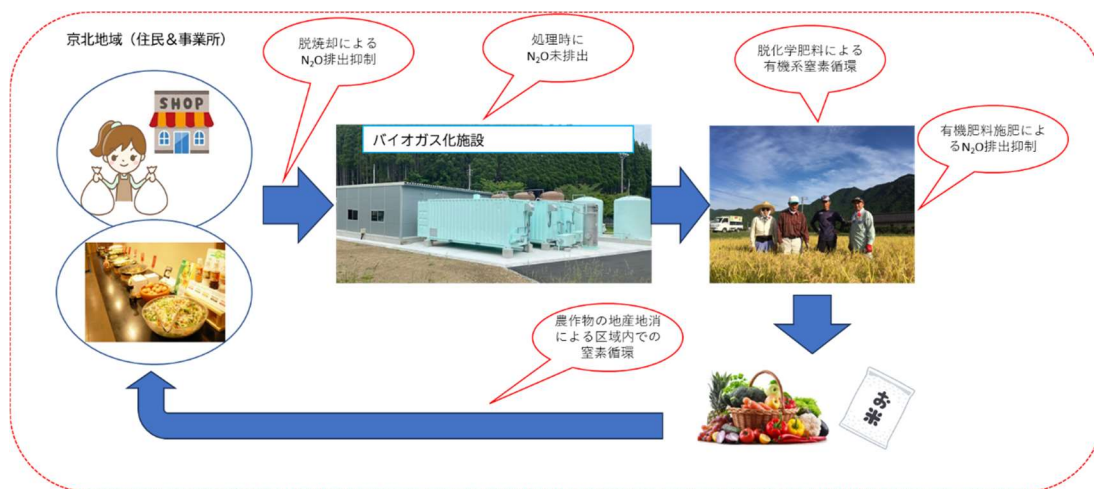 京北地域（住民＆事業所）
脱焼却による
N₂O排出抑制
処理時に
N₂O未排出
脱化学肥料による
有機系窒素循環
有機肥料施肥によ
るN₂O排出抑制
SHOP
バイオガス化施設
農作物の地産地消
による区域内での
窒素循環
お米